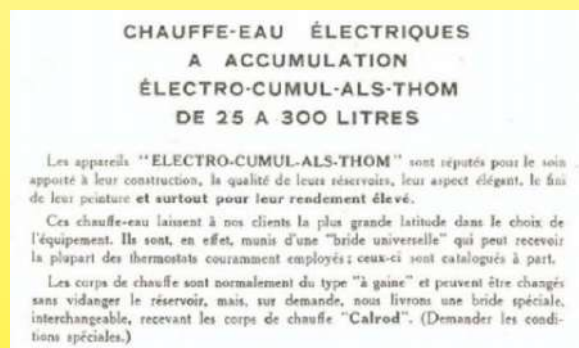 CHAUFFE-EAU ÉLECTRIQUES
A ACCUMULATION
ÉLECTRO-CUMUL-ALS-THOM
DE 25 A 300 LITRES
Les appareils "ELECTRO-CUMUL-ALS-THOM" sont réputés pour le soin
apporté à leur construction, la qualité de leurs réservoirs, leur aspect élégant, le fini
de leur peinture et surtout pour leur rendement élevé.
Ces chauffe-eau laissent à nos clients la plus grande latitude dans le choix de
l'équipement. Ils sont, en effet, munis d'une "bride universelle" qui peut recevoir
la plupart des thermostats couramment employés ; ceux-ci sont catalogués à part.
Les corps de chauffe sont normalement du type "à gaine" et peuvent être changés
sans vidanger le réservoir, mais, sur demande, nous livrons une bride spéciale,
interchangeable, recevant les corps de chauffe "Calrod". (Demander les condi-
tions spéciales.)